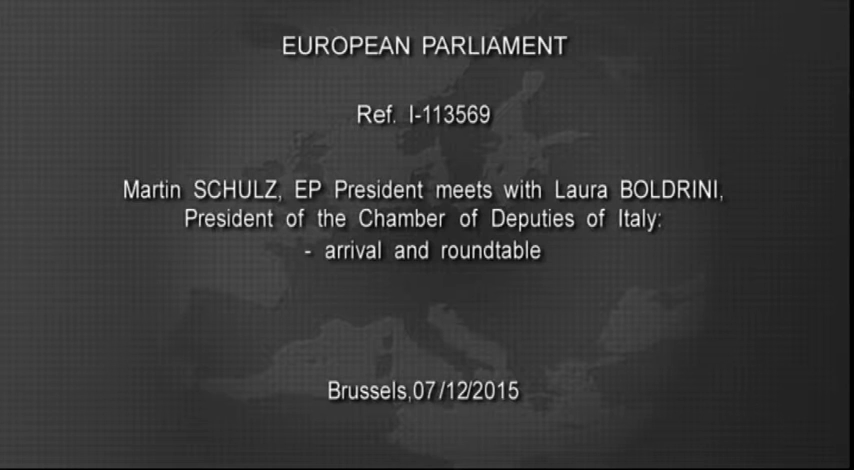 EUROPEAN PARLIAMENT
Ref. I-113569
Martin SCHULZ, EP President meets with Laura BOLDRINI,
President of the Chamber of Deputies of Italy:
- arrival and roundtable
Brussels,07/12/2015